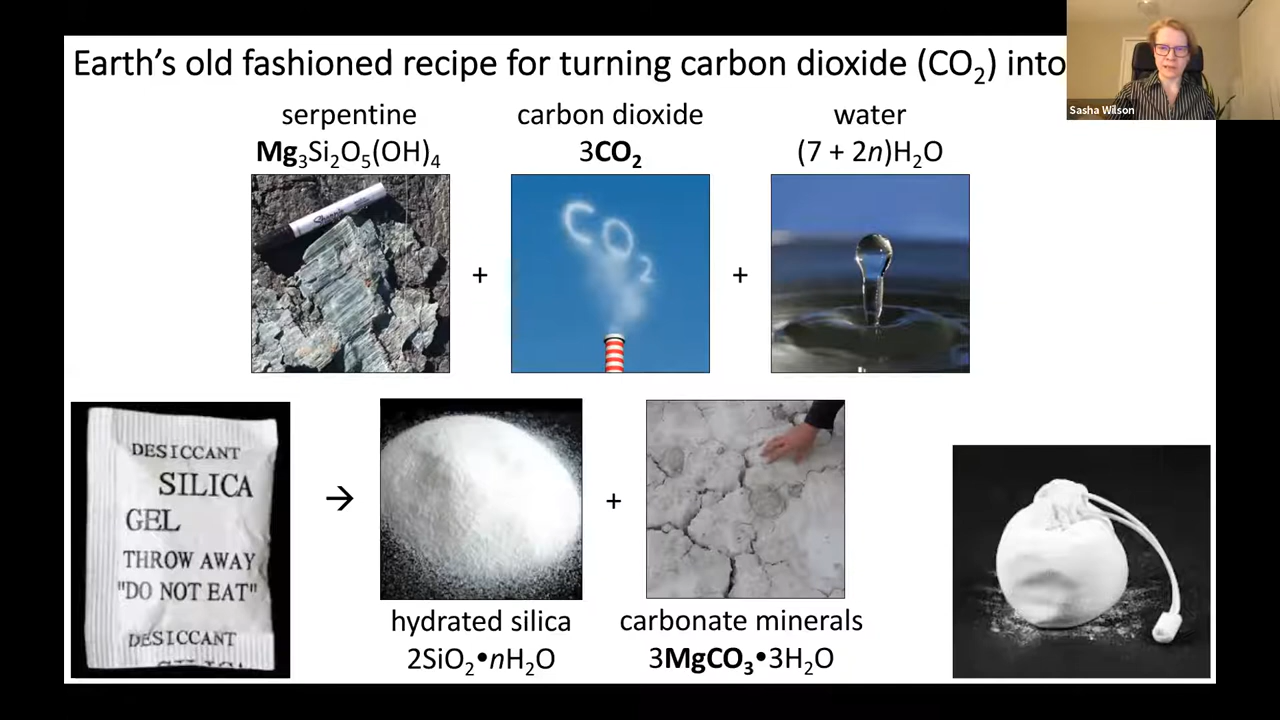 Earth's old fashioned recipe for turning carbon dioxide (CO₂) into
Sasha Wilson
serpentine
Mg₃Si₂O₅(OH)₄
carbon dioxide
3CO₂
water
(7 + 2n)H₂O
Sharpie
CO₂
+
+
DESICCANT
SILICA
GEL
THROW AWAY
"DO NOT EAT"
DESICCANT
→
+
hydrated silica
2SiO₂•nH₂O
carbonate minerals
3MgCO₃•3H₂O